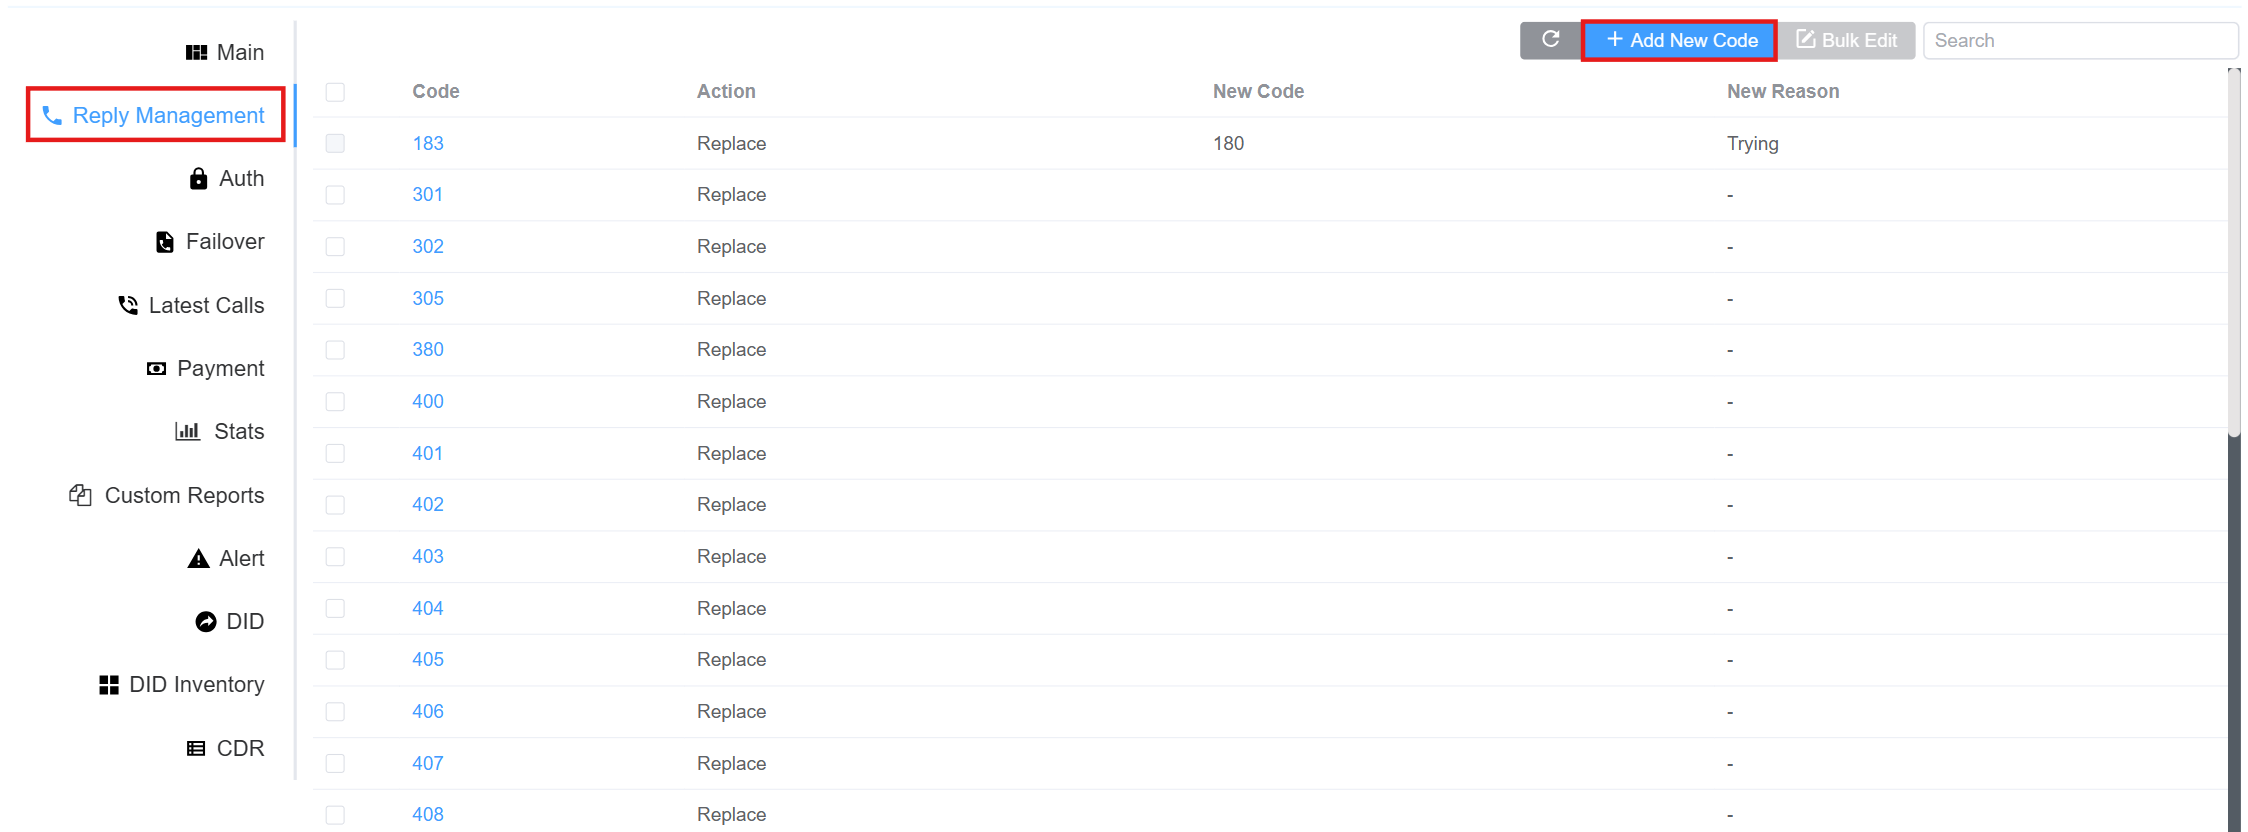 Main
Reply Management
Auth
Failover
Latest Calls
Payment
Stats
Custom Reports
Alert
DID
DID Inventory
CDR
Add New Code Bulk Edit Search
Code Action New Code New Reason
183 Replace 180 Trying
301 Replace -
302 Replace -
305 Replace -
380 Replace -
400 Replace -
401 Replace -
402 Replace -
403 Replace -
404 Replace -
405 Replace -
406 Replace -
407 Replace -
408 Replace -